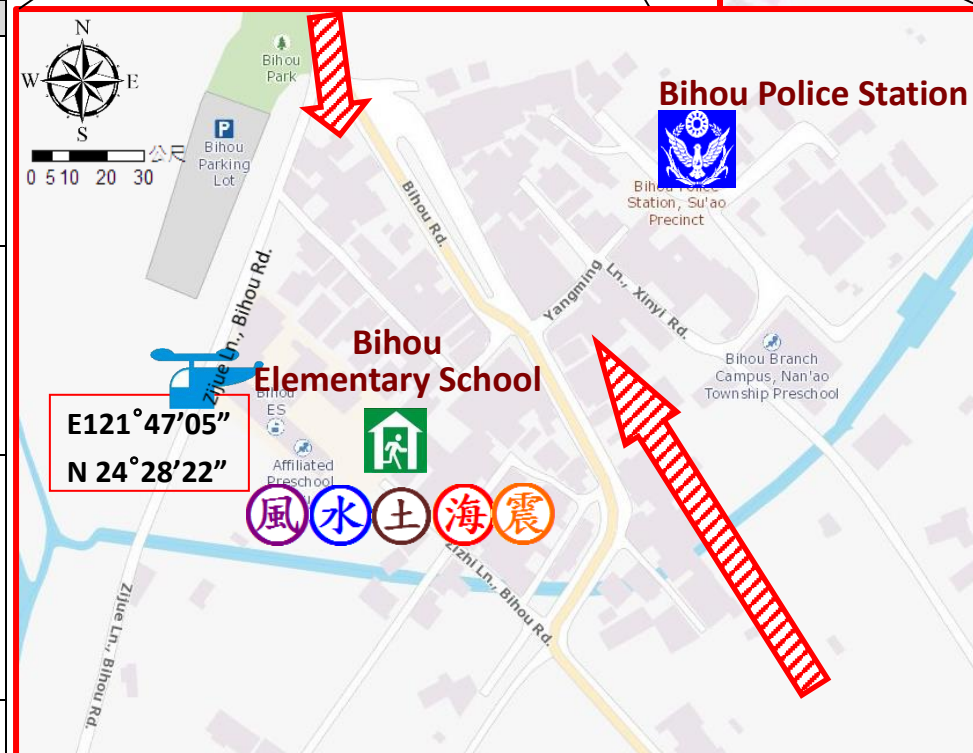 N
W
E
S
公尺
0 5 10 20 30
Bihou
Park
P
Bihou
Parking
Lot
Bihou Police Station
Bihou Police
Station, Su'ao
Precinct
Bihou Rd.
Yangming Ln., Xinyi Rd.
Zijue Ln., Bihou Rd.
Bihou
Elementary School
Bihou Branch
Campus, Nan'ao
Township Preschool
Bihou
ES
E121°47’05”
N 24°28’22”
Affiliated
Preschool
風
水
土
海
震
Zizhi Ln., Bihou Rd.
Zijue Ln., Bihou Rd.